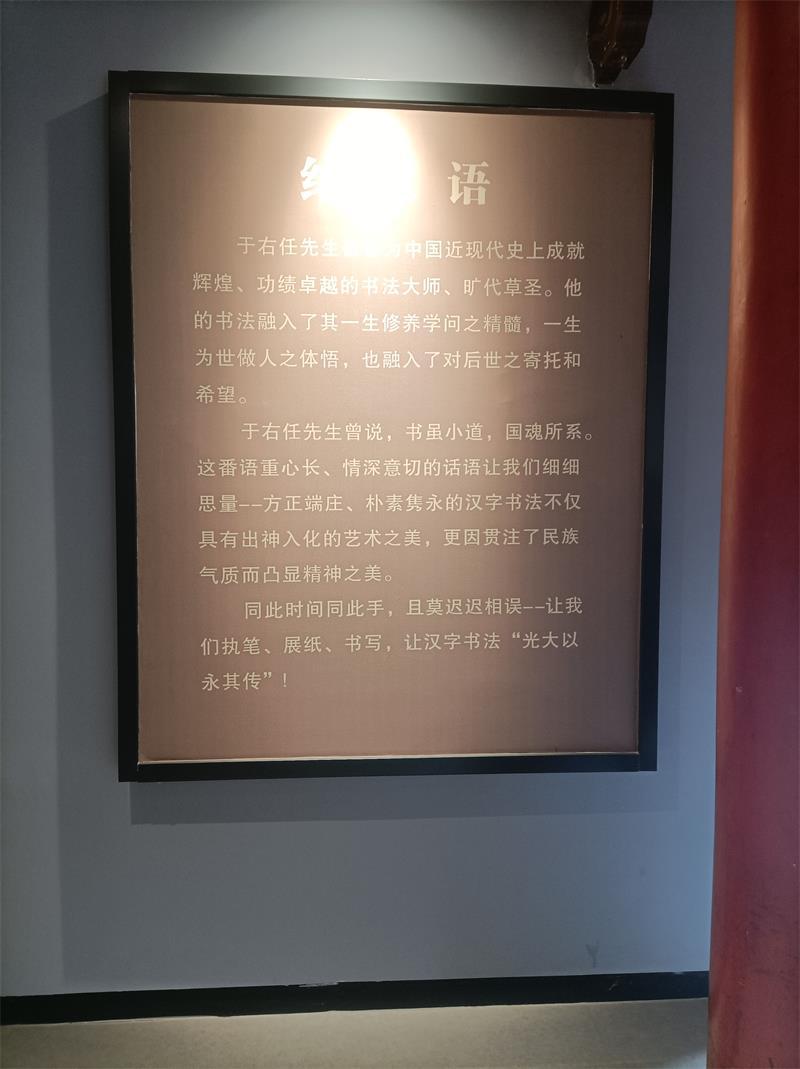 语
于右任先生 为中国近现代史上成就
辉煌、功绩卓越的书法大师、旷代草圣。他
的书法融入了其一生修养学问之精髓，一生
为世做人之体悟，也融入了对后世之寄托和
希望。
于右任先生曾说，书虽小道，国魂所系。
这番语重心长、情深意切的话语让我们细细
思量--方正端庄、朴素隽永的汉字书法不仅
具有出神入化的艺术之美，更因贯注了民族
气质而凸显精神之美。
同此时间同此手，且莫迟迟相误--让我
们执笔、展纸、书写，让汉字书法“光大以
永其传”！